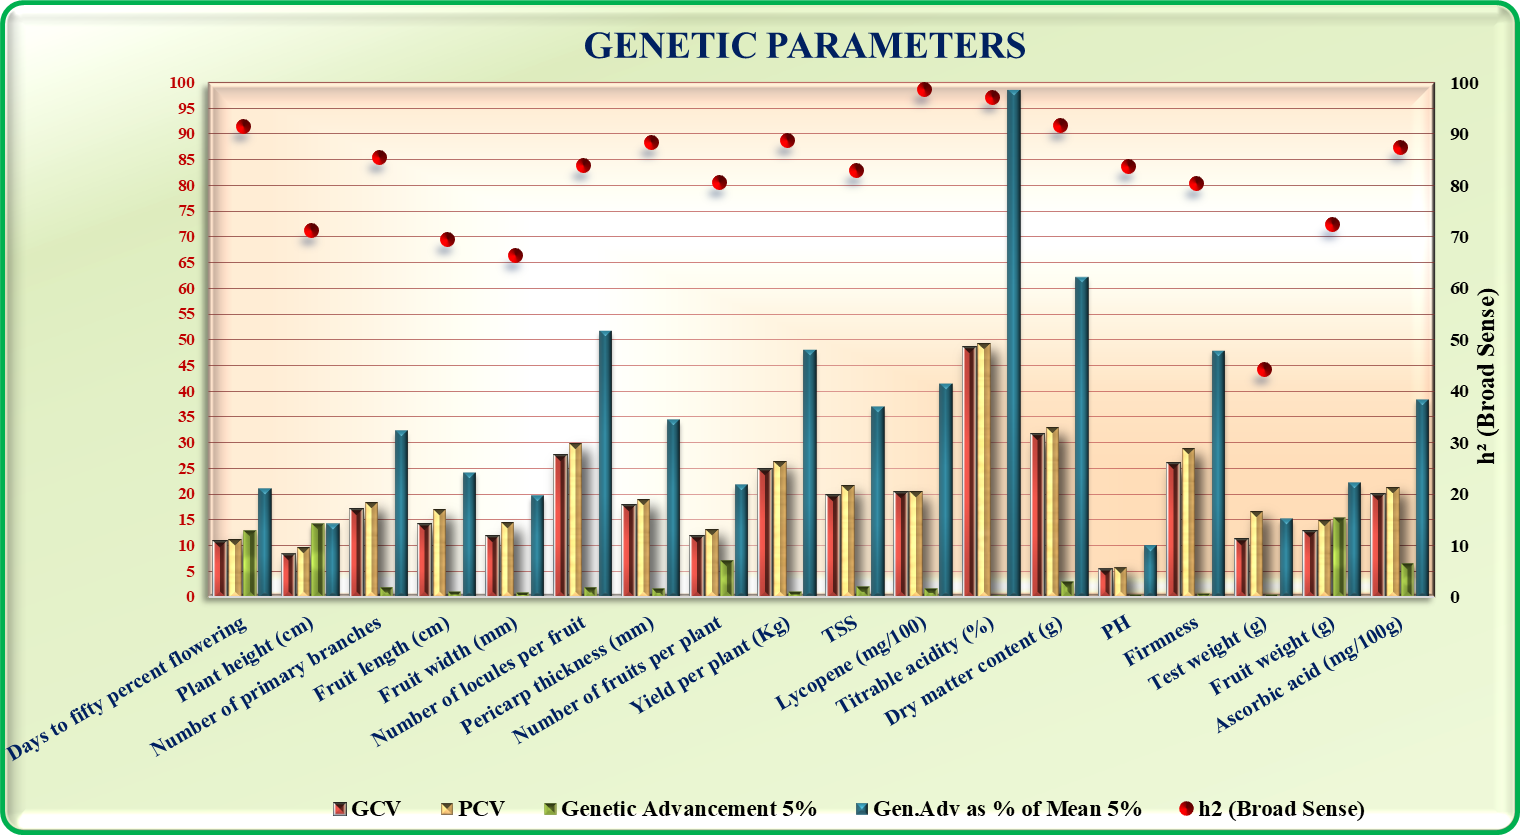 GENETIC PARAMETERS
100
95
90
85
80
75
70
65
60
55
50
45
40
35
30
25
20
15
10
5
0
100
90
80
70
60
50
40
30
20
10
0
h² (Broad Sense)
Days to fifty percent flowering
Plant height (cm)
Number of primary branches
Fruit length (cm)
Fruit width (mm)
Number of locules per fruit
Pericarp thickness (mm)
Number of fruits per plant
Yield per plant (Kg)
TSS
Lycopene (mg/100)
Titrable acidity (%)
Dry matter content (g)
PH
Firmness
Test weight (g)
Fruit weight (g)
Ascorbic acid (mg/100g)
GCV PCV Genetic Advancement 5% Gen.Adv as % of Mean 5% h2 (Broad Sense)